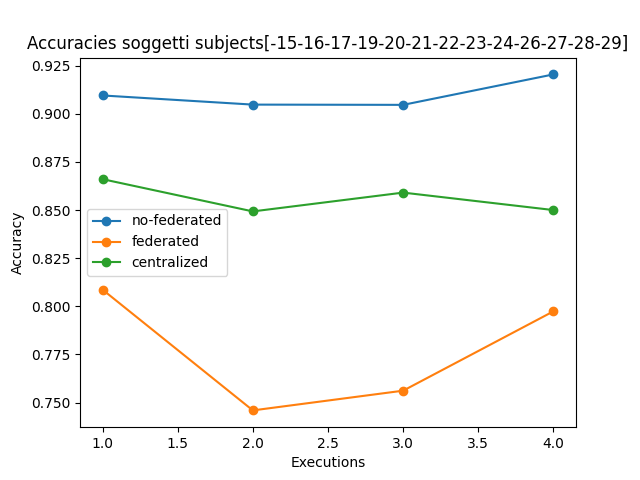 Accuracies soggetti subjects[-15-16-17-19-20-21-22-23-24-26-27-28-29]
0.925
0.900
0.875
0.850
0.825
0.800
0.775
0.750
Accuracy
no-federated
federated
centralized
1.0 1.5 2.0 2.5 3.0 3.5 4.0
Executions